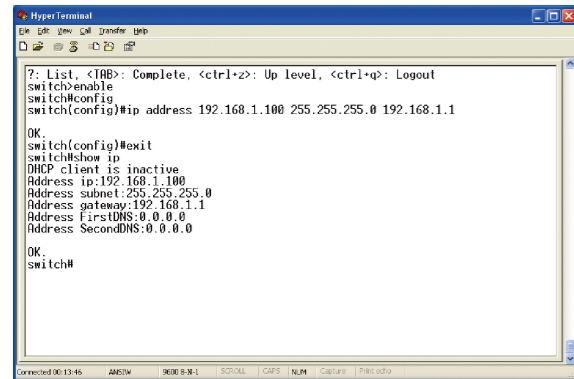 HyperTerminal
File Edit View Call Transfer Help
?: List, <TAB>: Complete, <ctrl+z>: Up level, <ctrl+q>: Logout
switch>enable
switch#config
switch(config)#ip address 192.168.1.100 255.255.255.0 192.168.1.1
OK.
switch(config)#exit
switch#show ip
DHCP client is inactive
Address ip:192.168.1.100
Address subnet:255.255.255.0
Address gateway:192.168.1.1
Address FirstDNS:0.0.0.0
Address SecondDNS:0.0.0.0
OK.
switch#
Connected 00:13:46 ANSIW 9600 8-N-1 SCROLL CAPS NUM Capture Print echo